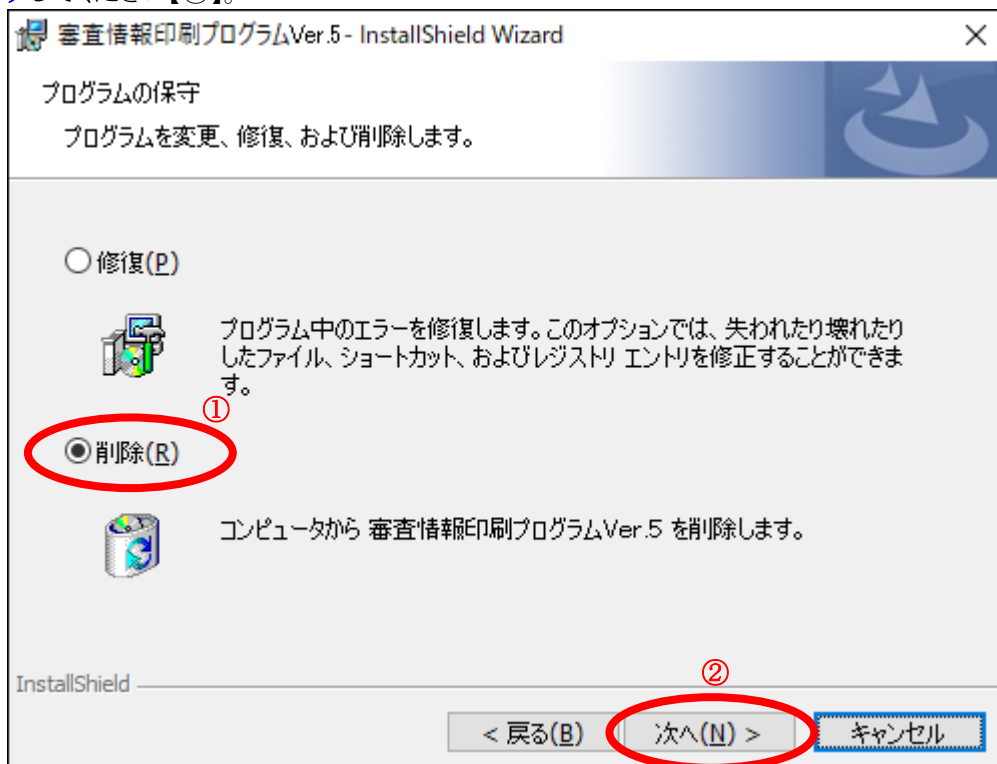 してください【②】。
審査情報印刷プログラムVer.5 - InstallShield Wizard
プログラムの保守
プログラムを変更、修復、および削除します。
修復(P)
プログラム中のエラーを修復します。このオプションでは、失われたり壊れたり
したファイル、ショートカット、およびレジストリ エントリを修正することができま
す。
①
削除(R)
コンピュータから 審査情報印刷プログラムVer.5 を削除します。
②
InstallShield
< 戻る(B)
次へ(N) >
キャンセル